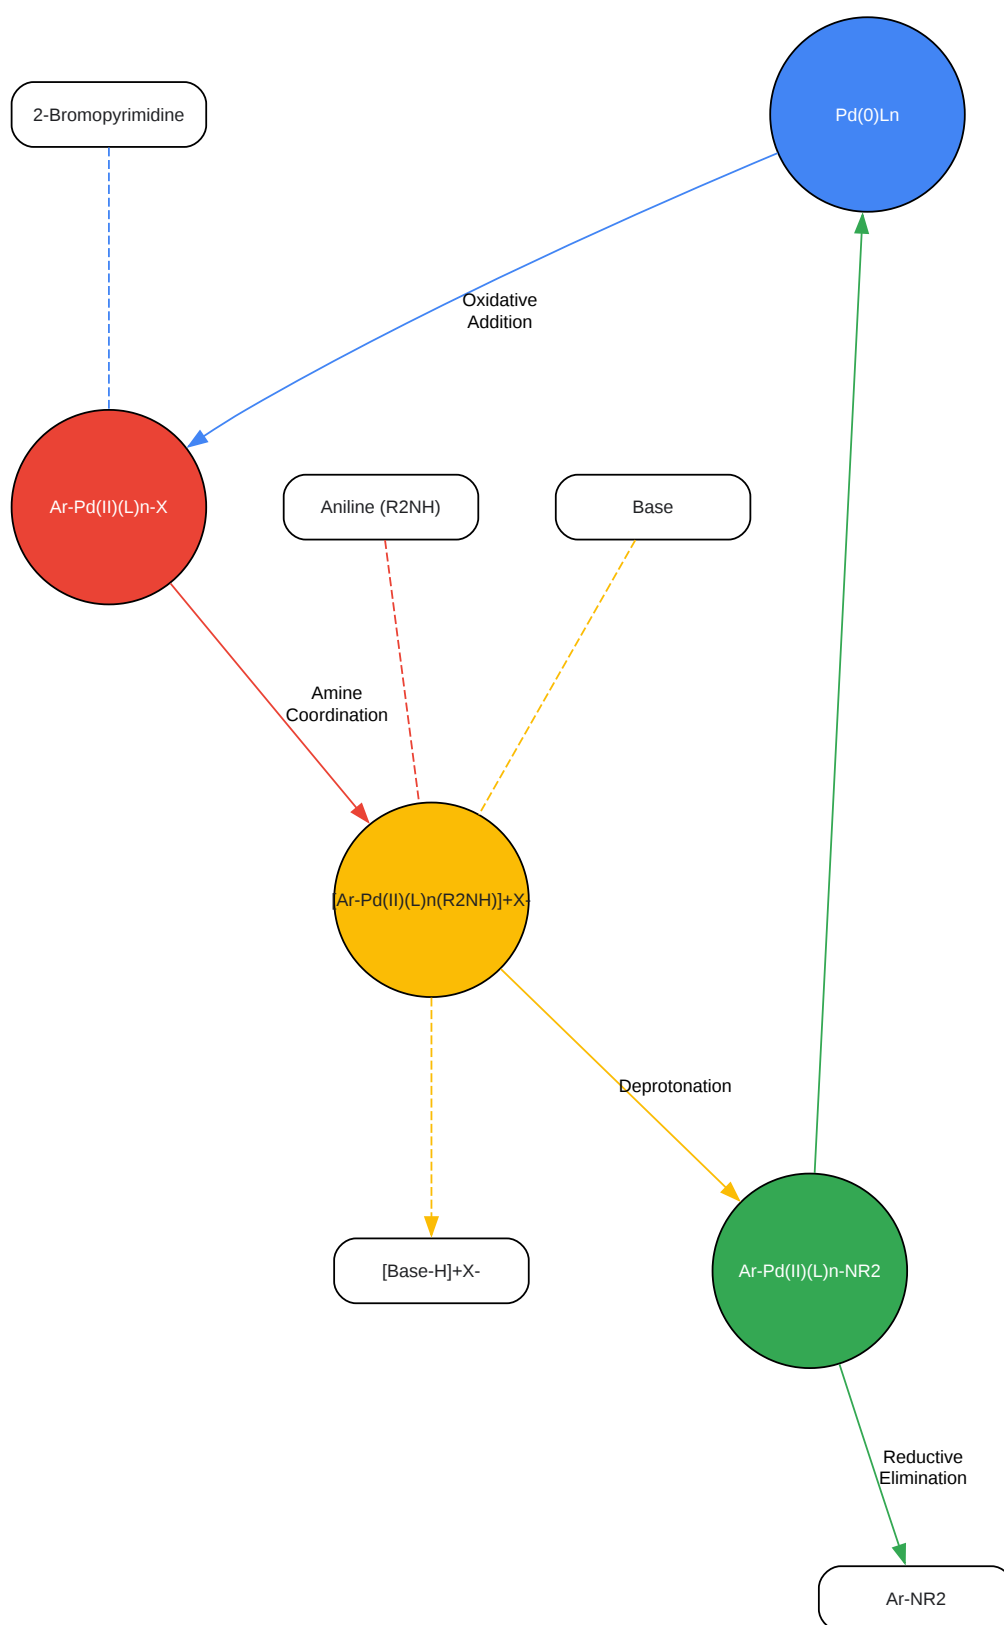 2-Bromopyrimidine
Pd(0)Ln
Oxidative
Addition
Ar-Pd(II)(L)n-X
Aniline (R2NH)
Base
Amine
Coordination
[Ar-Pd(II)(L)n(R2NH)]+X-
Deprotonation
[Base-H]+X-
Ar-Pd(II)(L)n-NR2
Reductive
Elimination
Ar-NR2